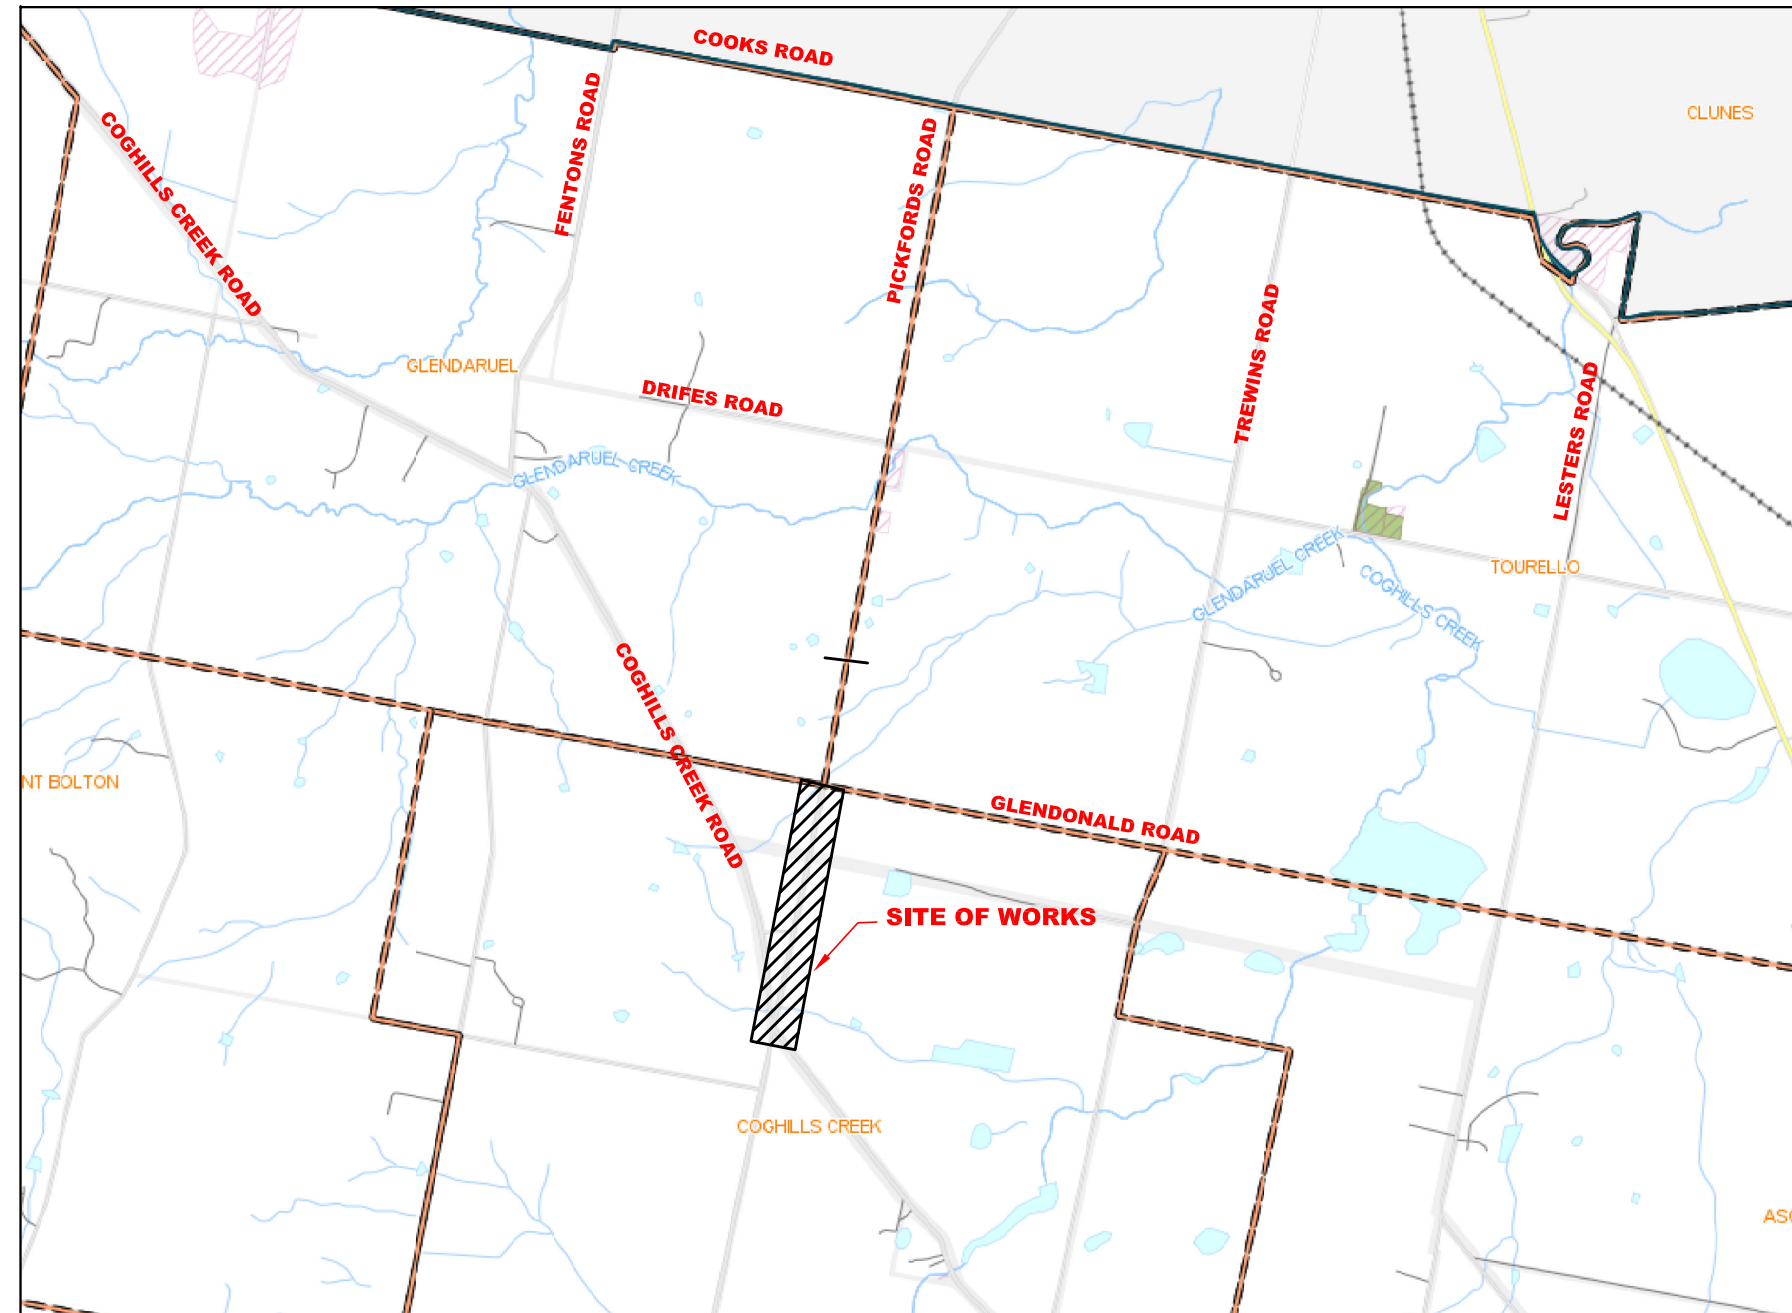 COOKS ROAD
CLUNES
FENTONS ROAD
COGHILLS CREEK ROAD
PICKFORDS ROAD
TREWINS ROAD
GLENDARUEL
DRIFES ROAD
LESTERS ROAD
GLENDARUEL CREEK
GLENDARUEL CREEK
COGHILLS CREEK
TOURELLO
COGHILLS CREEK ROAD
NT BOLTON
GLENDONALD ROAD
SITE OF WORKS
COGHILLS CREEK
ASC